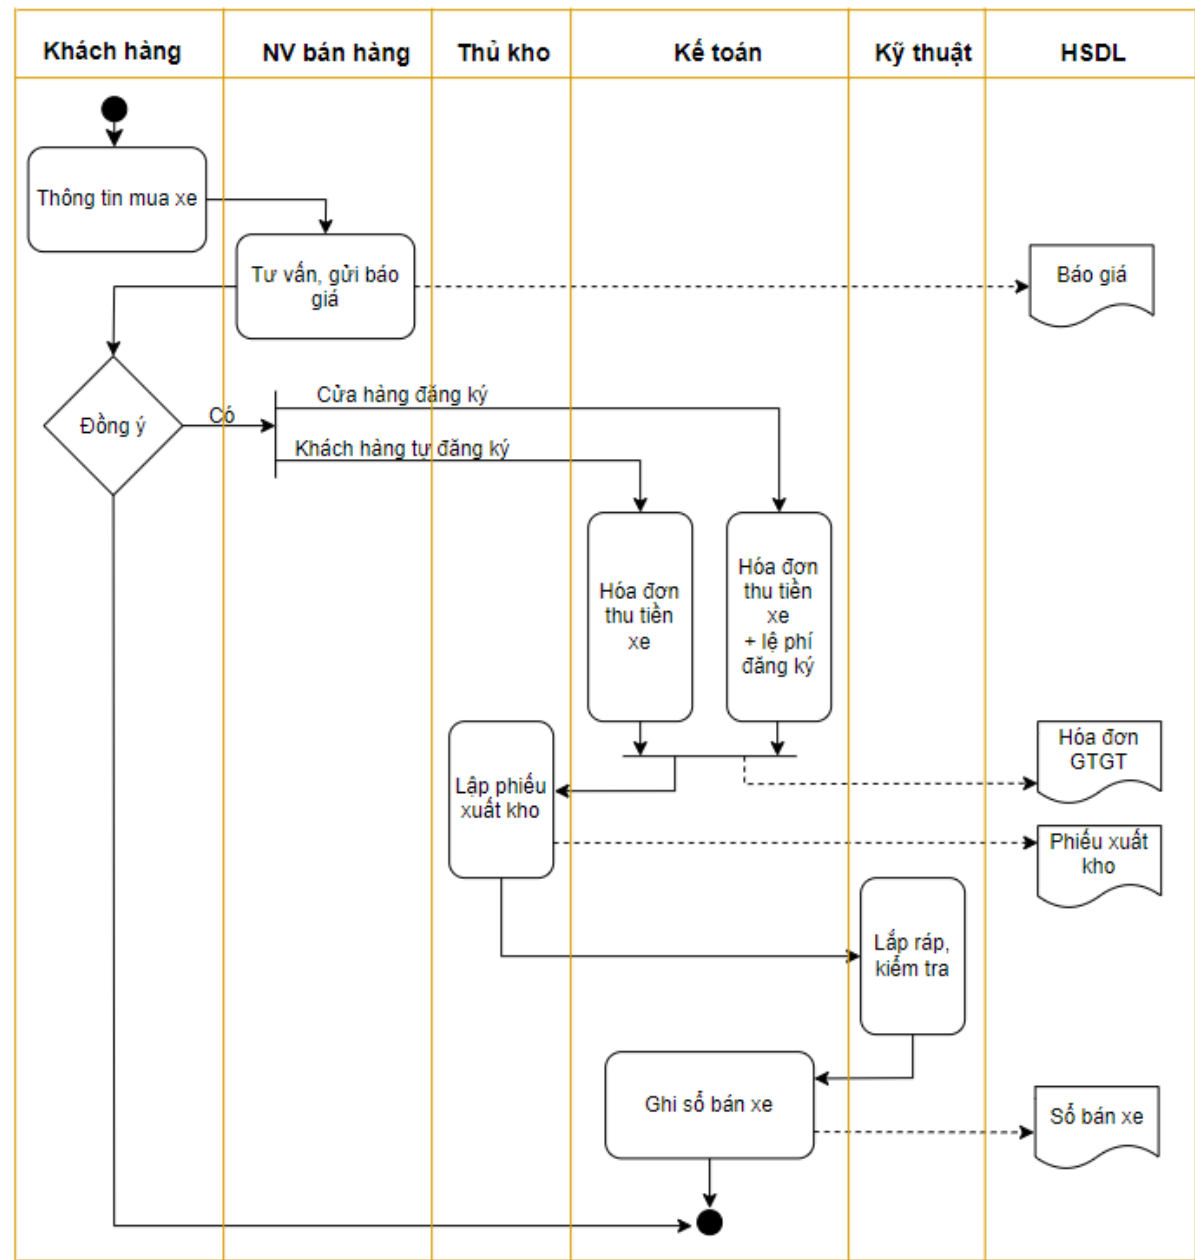 Khách hàng
NV bán hàng
Thủ kho
Kế toán
Kỹ thuật
HSDL
Thông tin mua xe
Tư vấn, gửi báo
giá
Báo giá
Đồng ý
Có
Cửa hàng đăng ký
Khách hàng tự đăng ký
Hóa đơn
thu tiền
xe
Hóa đơn
thu tiền
xe
+ lệ phí
đăng ký
Lập phiếu
xuất kho
Hóa đơn
GTGT
Phiếu xuất
kho
Lắp ráp,
kiểm tra
Ghi sổ bán xe
Sổ bán xe